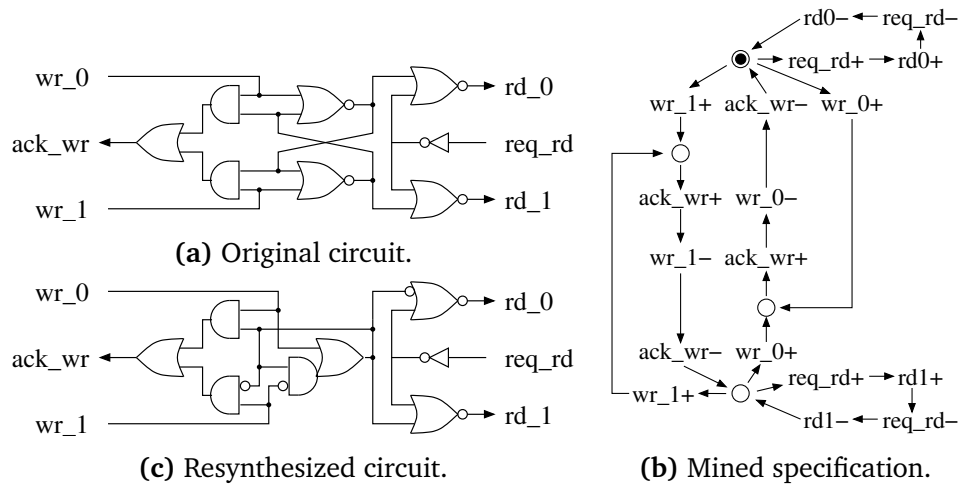 wr_0
ack_wr
wr_1
rd_0
req_rd
rd_1
(a) Original circuit.
wr_0
ack_wr
wr_1
rd_0
req_rd
rd_1
(c) Resynthesized circuit.
rd0− req_rd−
req_rd+ rd0+
wr_1+ ack_wr− wr_0+
ack_wr+ wr_0−
wr_1− ack_wr+
ack_wr− wr_0+
req_rd+ rd1+
wr_1+
rd1− req_rd−
(b) Mined specification.